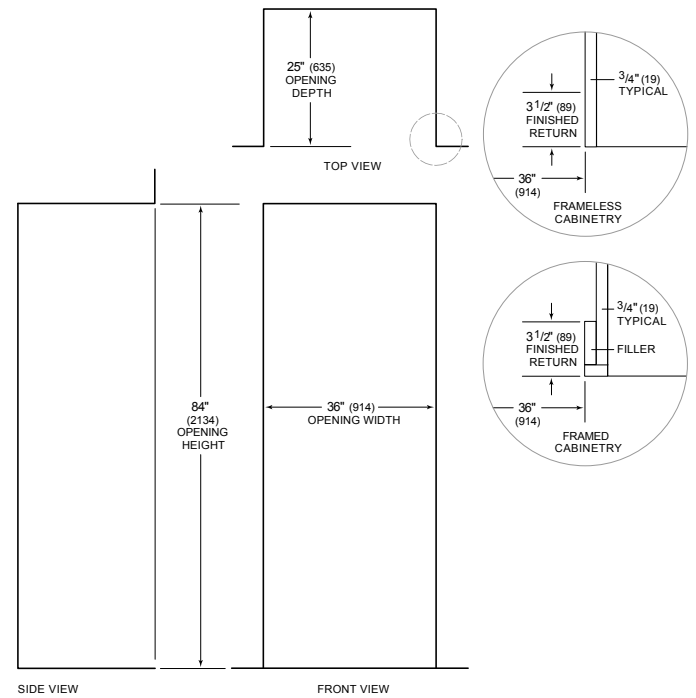 25" (635)
OPENING
DEPTH
TOP VIEW
3/4" (19)
TYPICAL
3 1/2" (89)
FINISHED
RETURN
36"
(914)
FRAMELESS
CABINETRY
3/4" (19)
TYPICAL
3 1/2" (89)
FINISHED
RETURN
FILLER
36"
(914)
FRAMED
CABINETRY
84"
(2134)
OPENING
HEIGHT
36" (914)
OPENING WIDTH
SIDE VIEW
FRONT VIEW